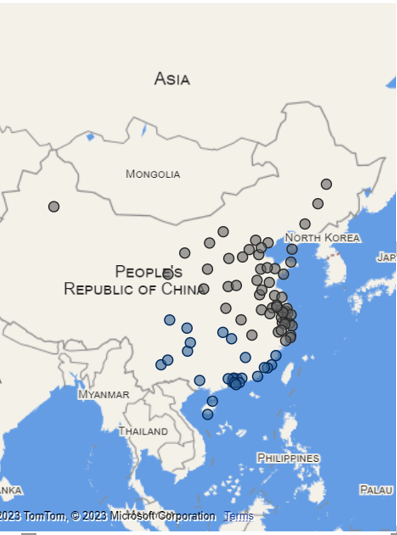 ASIA
MONGOLIA
NORTH KOREA
JAP
PEOPLE'S
REPUBLIC OF CHINA
MYANMAR
THAILAND
PHILIPPINES
ANKA
PALAU
2023 TomTom, © 2023 Microsoft Corporation Terms